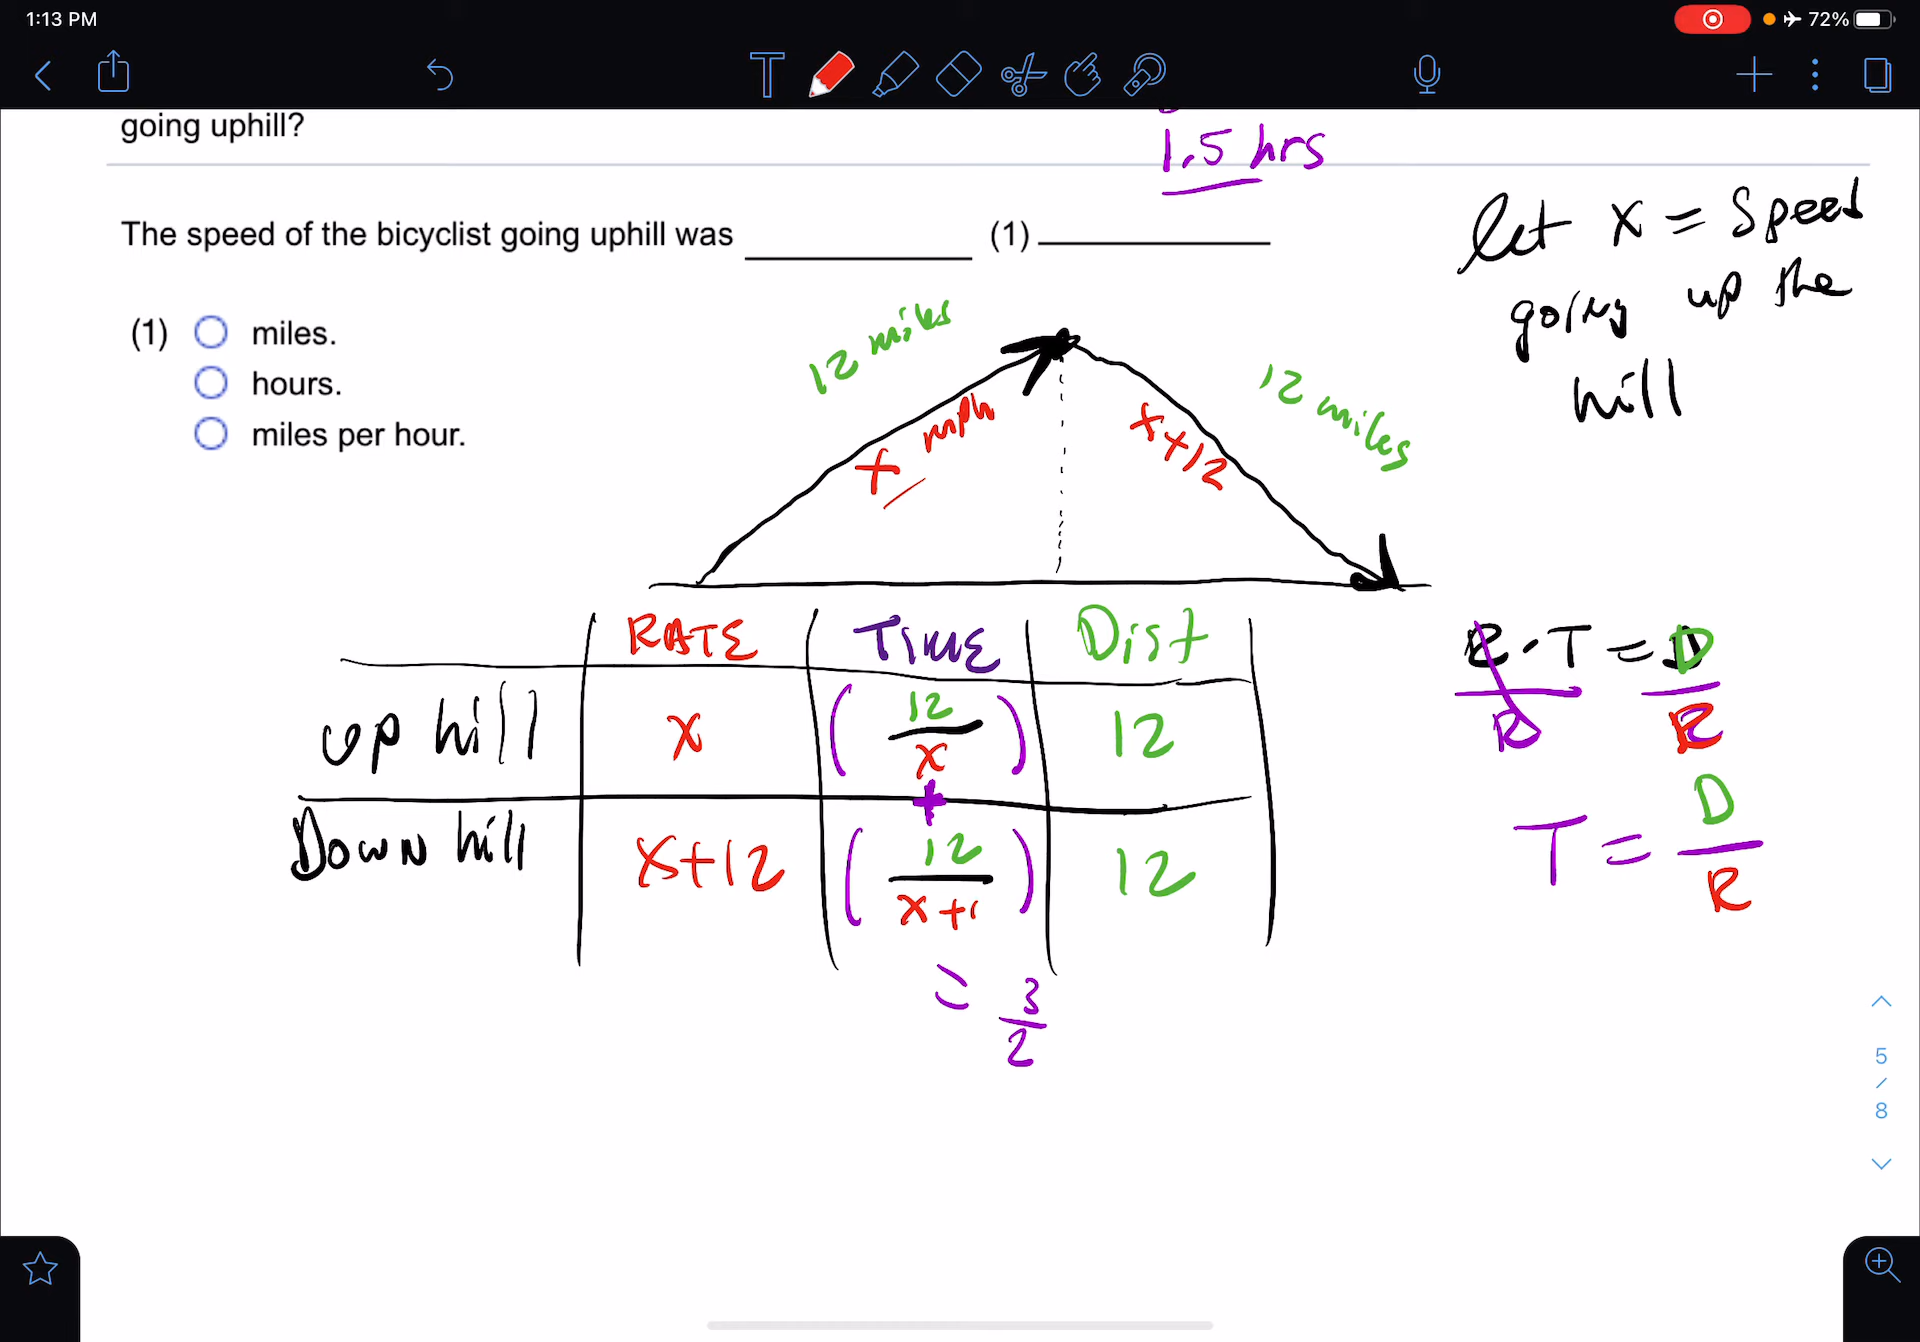 1:13 PM
72%
going uphill?
1.5 hrs
The speed of the bicyclist going uphill was (1)
let x = Speed
going up the
hill
(1) miles.
hours.
miles per hour.
12 miles
12 miles
x mph
x+12
RATE TIME Dist
R · T = D
R R
up hill x ( 12 / x ) 12
+
Down hill x+12 ( 12 / x + ) 12
T = D / R
= 3 / 2
5
/
8